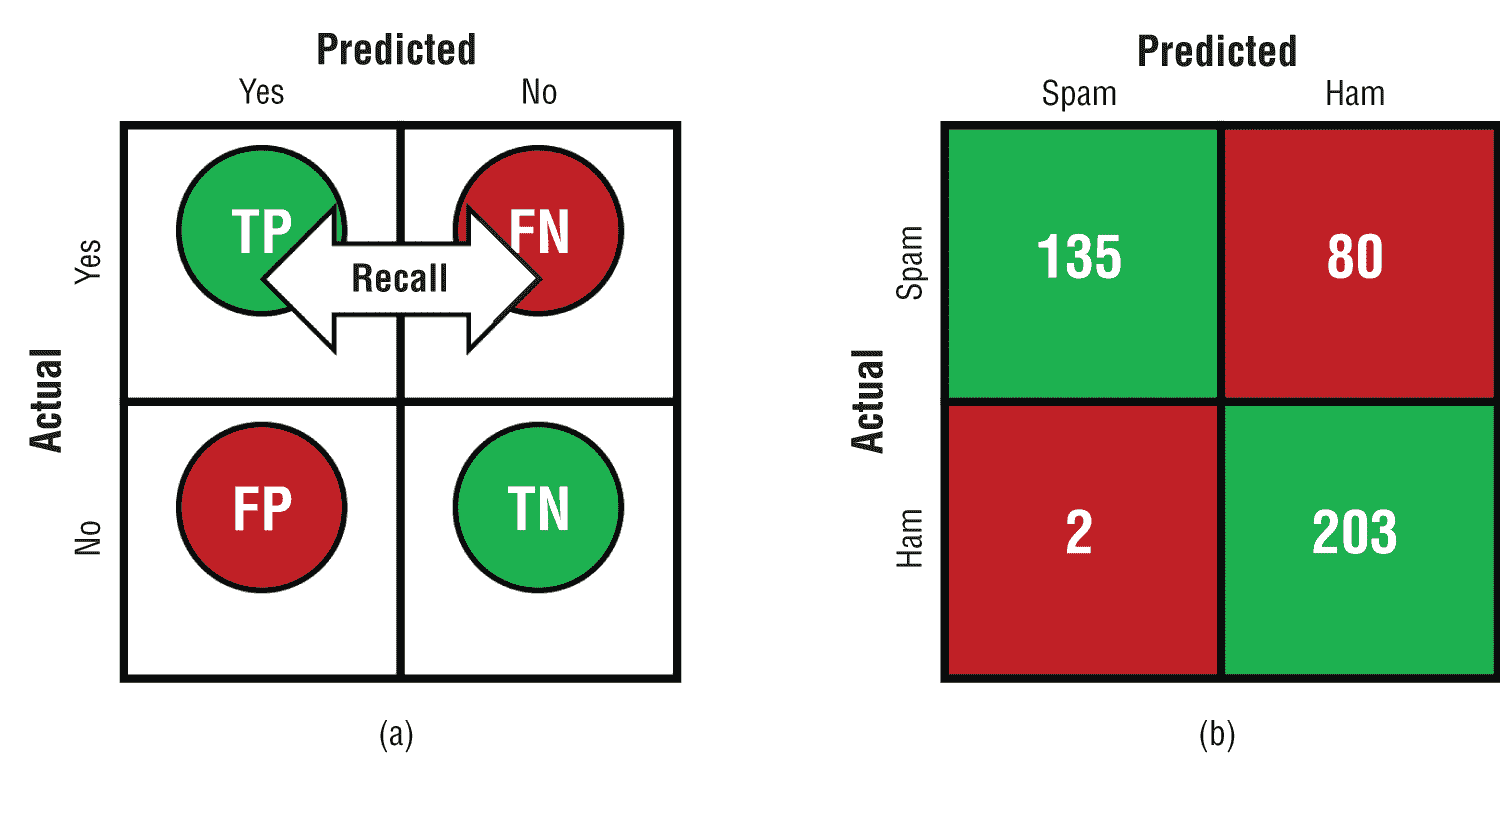 Predicted
Yes No
Yes
TP FN
Recall
Actual
No
FP TN
(a)
Predicted
Spam Ham
Spam
135 80
Actual
Ham
2 203
(b)